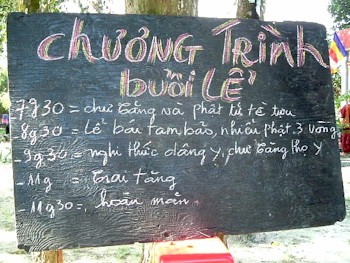 CHƯƠNG TRÌNH
BUỔI LỄ
-7g30 = chư tăng và phật tử tề tựu
8g30 = Lễ bái tam bảo, nhiễu phật 3 vòng
-9g30 = nghi thức dâng y, chư tăng thọ y
-11g = trai tăng
-11g30 = hoàn mãn